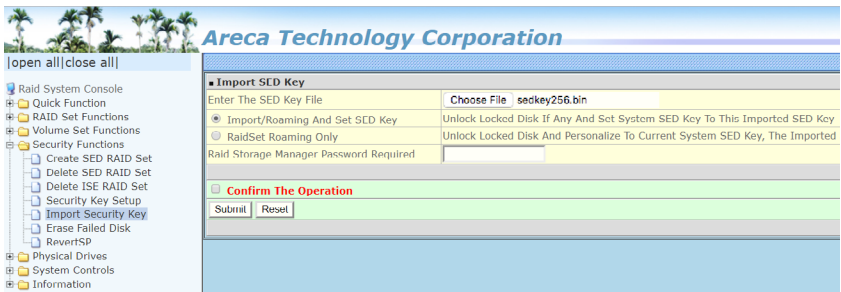 Areca Technology Corporation
|open all|close all|
Raid System Console
Quick Function
RAID Set Functions
Volume Set Functions
Security Functions
Create SED RAID Set
Delete SED RAID Set
Delete ISE RAID Set
Security Key Setup
Import Security Key
Erase Failed Disk
RevertSP
Physical Drives
System Controls
Information
Import SED Key
Enter The SED Key File Choose File sedkey256.bin
Import/Roaming And Set SED Key Unlock Locked Disk If Any And Set System SED Key To This Imported SED Key
RaidSet Roaming Only Unlock Locked Disk And Personalize To Current System SED Key, The Imported
Raid Storage Manager Password Required
Confirm The Operation
Submit Reset